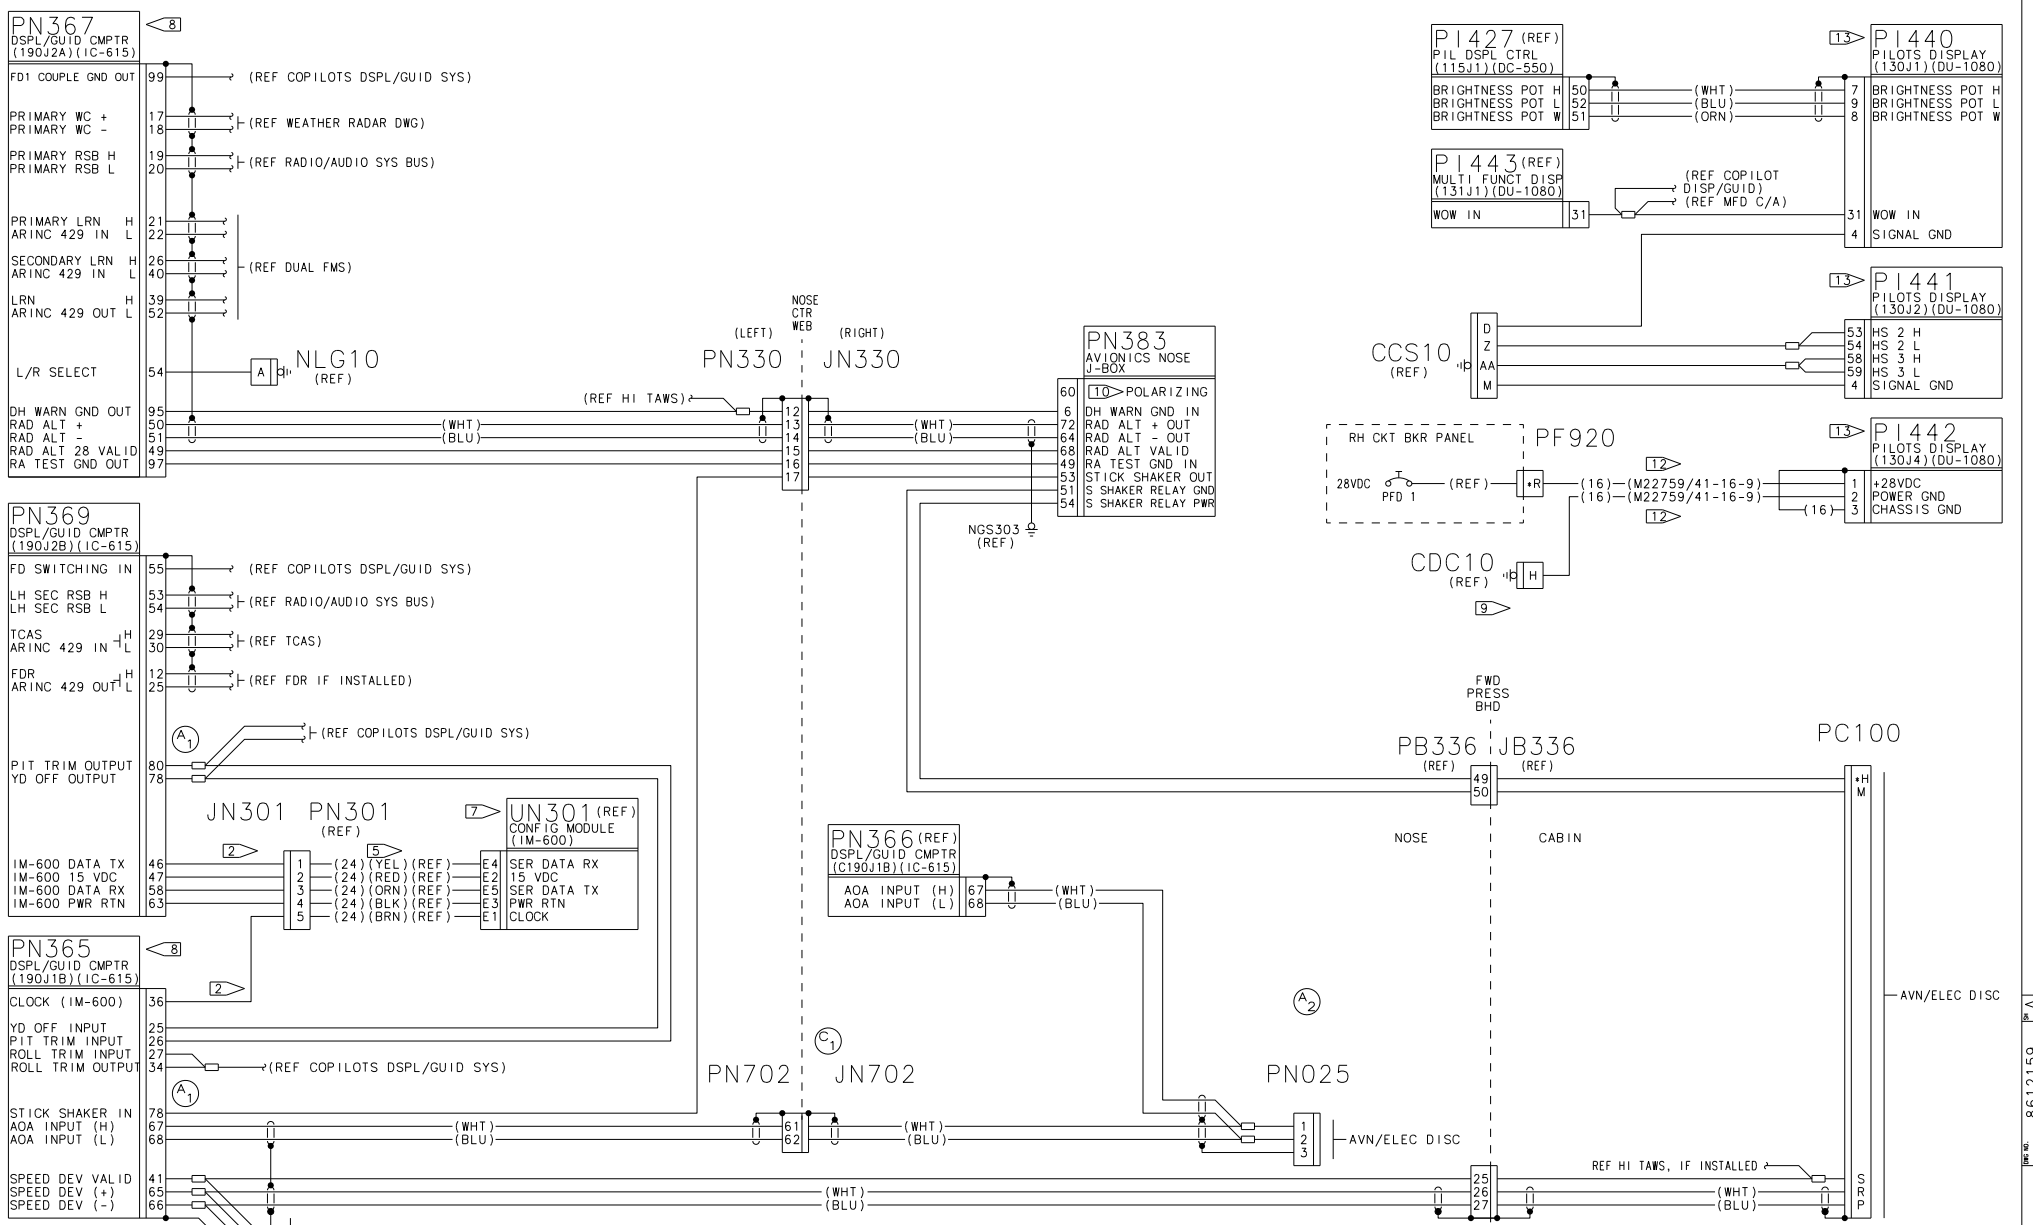 PN367
DSPL/GUID CMPTR
(190J2A)(IC-615)
8
FD1 COUPLE GND OUT 99 (REF COPILOTS DSPL/GUID SYS)
PRIMARY WC + 17
PRIMARY WC - 18
(REF WEATHER RADAR DWG)
PRIMARY RSB H 19
PRIMARY RSB L 20
(REF RADIO/AUDIO SYS BUS)
PRIMARY LRN H 21
ARINC 429 IN L 22
SECONDARY LRN H 26
ARINC 429 IN L 40
(REF DUAL FMS)
LRN H 39
ARINC 429 OUT L 52
L/R SELECT 54 A NLG10
(REF)
DH WARN GND OUT 95
RAD ALT + 50 (WHT)
RAD ALT - 51 (BLU)
RAD ALT 28 VALID 49
RA TEST GND OUT 97
(REF HI TAWS)
NOSE
CTR
WEB
(LEFT) (RIGHT)
PN330 JN330
12
13 (WHT)
14 (BLU)
15
16
17
PN383
AVIONICS NOSE
J-BOX
60 10 POLARIZING
6 DH WARN GND IN
72 RAD ALT + OUT
64 RAD ALT - OUT
68 RAD ALT VALID
49 RA TEST GND IN
53 STICK SHAKER OUT
51 S SHAKER RELAY GND
54 S SHAKER RELAY PWR
NGS303
(REF)
PI427 (REF)
PIL DSPL CTRL
(115J1)(DC-550)
BRIGHTNESS POT H 50 (WHT)
BRIGHTNESS POT L 52 (BLU)
BRIGHTNESS POT W 51 (ORN)
13
PI440
PILOTS DISPLAY
(130J1)(DU-1080)
7 BRIGHTNESS POT H
9 BRIGHTNESS POT L
8 BRIGHTNESS POT W
31 WOW IN
4 SIGNAL GND
PI443 (REF)
MULTI FUNCT DISP
(131J1)(DU-1080)
WOW IN 31
(REF COPILOT
DISP/GUID)
(REF MFD C/A)
13
PI441
PILOTS DISPLAY
(130J2)(DU-1080)
53 HS 2 H
54 HS 2 L
58 HS 3 H
59 HS 3 L
4 SIGNAL GND
CCS10
(REF)
D
Z
AA
M
13
PI442
PILOTS DISPLAY
(130J4)(DU-1080)
1 +28VDC
2 POWER GND
3 CHASSIS GND
RH CKT BKR PANEL
PF920
28VDC PFD 1 (REF) *R
12
(16)(M22759/41-16-9)
(16)(M22759/41-16-9)
(16)
12
CDC10
(REF)
H
9
PN369
DSPL/GUID CMPTR
(190J2B)(IC-615)
FD SWITCHING IN 55 (REF COPILOTS DSPL/GUID SYS)
LH SEC RSB H 53
LH SEC RSB L 54
(REF RADIO/AUDIO SYS BUS)
TCAS H 29
ARINC 429 IN L 30
(REF TCAS)
FDR H 12
ARINC 429 OUT L 25
(REF FDR IF INSTALLED)
A1
(REF COPILOTS DSPL/GUID SYS)
PIT TRIM OUTPUT 80
YD OFF OUTPUT 78
JN301 PN301
(REF)
2
5
7
UN301 (REF)
CONFIG MODULE
(IM-600)
IM-600 DATA TX 46 1 (24)(YEL)(REF) E4 SER DATA RX
IM-600 15 VDC 47 2 (24)(RED)(REF) E2 15 VDC
IM-600 DATA RX 58 3 (24)(ORN)(REF) E5 SER DATA TX
IM-600 PWR RTN 63 4 (24)(BLK)(REF) E3 PWR RTN
5 (24)(BRN)(REF) E1 CLOCK
FWD
PRESS
BHD
PB336 JB336
(REF) (REF)
49
50
PC100
*H
M
NOSE CABIN
PN366 (REF)
DSPL/GUID CMPTR
(C190J1B)(IC-615)
AOA INPUT (H) 67 (WHT)
AOA INPUT (L) 68 (BLU)
PN365
DSPL/GUID CMPTR
(190J1B)(IC-615)
8
2
CLOCK (IM-600) 36
YD OFF INPUT 25
PIT TRIM INPUT 26
ROLL TRIM INPUT 27
ROLL TRIM OUTPUT 34 (REF COPILOTS DSPL/GUID SYS)
A1
STICK SHAKER IN 78
AOA INPUT (H) 67 (WHT)
AOA INPUT (L) 68 (BLU)
SPEED DEV VALID 41
SPEED DEV (+) 65 (WHT)
SPEED DEV (-) 66 (BLU)
C1
PN702 JN702
61 (WHT)
62 (BLU)
A2
PN025
1
2
3
AVN/ELEC DISC
AVN/ELEC DISC
REF HI TAWS, IF INSTALLED
25 S
26 (WHT) R
27 (BLU) P
SH A
8612159
DWG NO.